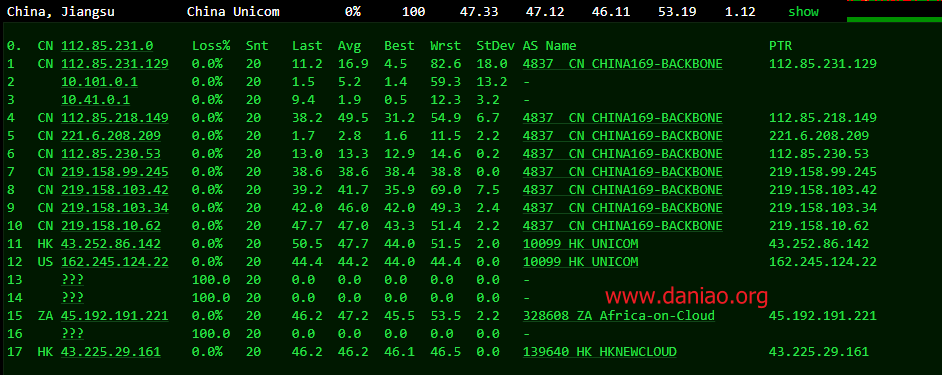 China, Jiangsu China Unicom 0% 100 47.33 47.12 46.11 53.19 1.12 show
0. CN 112.85.231.0 Loss% Snt Last Avg Best Wrst StDev AS Name PTR
1 CN 112.85.231.129 0.0% 20 11.2 16.9 4.5 82.6 18.0 4837 CN CHINA169-BACKBONE 112.85.231.129
2 10.101.0.1 0.0% 20 1.5 5.2 1.4 59.3 13.2 -
3 10.41.0.1 0.0% 20 9.4 1.9 0.5 12.3 3.2 -
4 CN 112.85.218.149 0.0% 20 38.2 49.5 31.2 54.9 6.7 4837 CN CHINA169-BACKBONE 112.85.218.149
5 CN 221.6.208.209 0.0% 20 1.7 2.8 1.6 11.5 2.2 4837 CN CHINA169-BACKBONE 221.6.208.209
6 CN 112.85.230.53 0.0% 20 13.0 13.3 12.9 14.6 0.2 4837 CN CHINA169-BACKBONE 112.85.230.53
7 CN 219.158.99.245 0.0% 20 38.6 38.6 38.4 38.8 0.0 4837 CN CHINA169-BACKBONE 219.158.99.245
8 CN 219.158.103.42 0.0% 20 39.2 41.7 35.9 69.0 7.5 4837 CN CHINA169-BACKBONE 219.158.103.42
9 CN 219.158.103.34 0.0% 20 42.0 46.0 42.0 49.3 2.4 4837 CN CHINA169-BACKBONE 219.158.103.34
10 CN 219.158.10.62 0.0% 20 47.7 47.0 43.3 51.4 2.2 4837 CN CHINA169-BACKBONE 219.158.10.62
11 HK 43.252.86.142 0.0% 20 50.5 47.7 44.0 51.5 2.0 10099 HK UNICOM 43.252.86.142
12 US 162.245.124.22 0.0% 20 44.4 44.2 44.0 44.4 0.0 10099 HK UNICOM 162.245.124.22
13 ??? 100.0 20 0.0 0.0 0.0 0.0 0.0 -
14 ??? 100.0 20 0.0 0.0 0.0 0.0 0.0 -
www.daniao.org
15 ZA 45.192.191.221 0.0% 20 46.2 47.2 45.5 53.5 2.2 328608 ZA Africa-on-Cloud 45.192.191.221
16 ??? 100.0 20 0.0 0.0 0.0 0.0 0.0 -
17 HK 43.225.29.161 0.0% 20 46.2 46.2 46.1 46.5 0.0 139640 HK HKNEWCLOUD 43.225.29.161